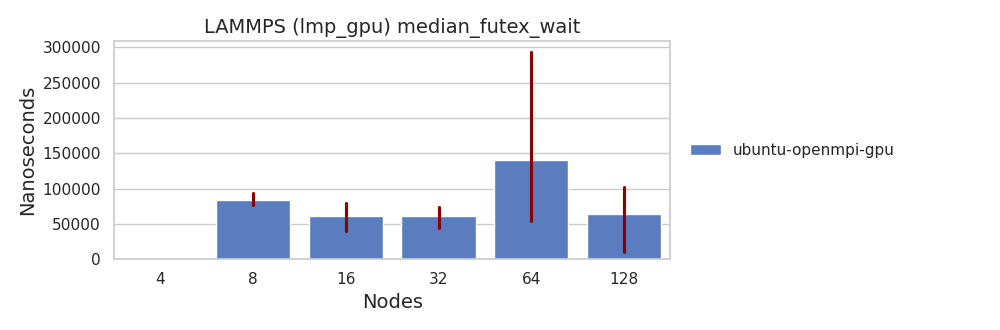 LAMMPS (lmp_gpu) median_futex_wait
Nanoseconds
300000
250000
200000
150000
100000
50000
0
4 8 16 32 64 128
Nodes
ubuntu-openmpi-gpu